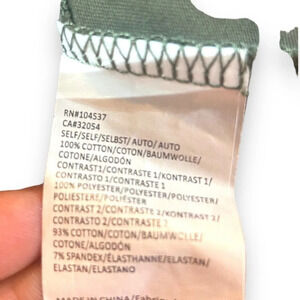 RN#104537
CA#32054
SELF/SELF/SELBST/ AUTO/ AUTO
100% COTTON/COTON/BAUMWOLLE/
COTONE/ALGODÓN
CONTRAST1/CONTRASTE 1/KONTRAST 1/
CONTRASTO 1/CONTRASTE 1
100% POLYESTER/POLYESTER/POLYESTER/
POLIESTERE/POLIÉSTER
CONTRAST 2/CONTRASTE 2/KONTRAST 2/
CONTRASTO 2/CONTRASTE 2
93% COTTON/COTON/BAUMWOLLE/
COTONE/ALGODÓN
7% SPANDEX/ÉLASTHANNE/ELASTAN/
ELASTAN/ELASTANO
MADE IN CHINA/Fabriqué